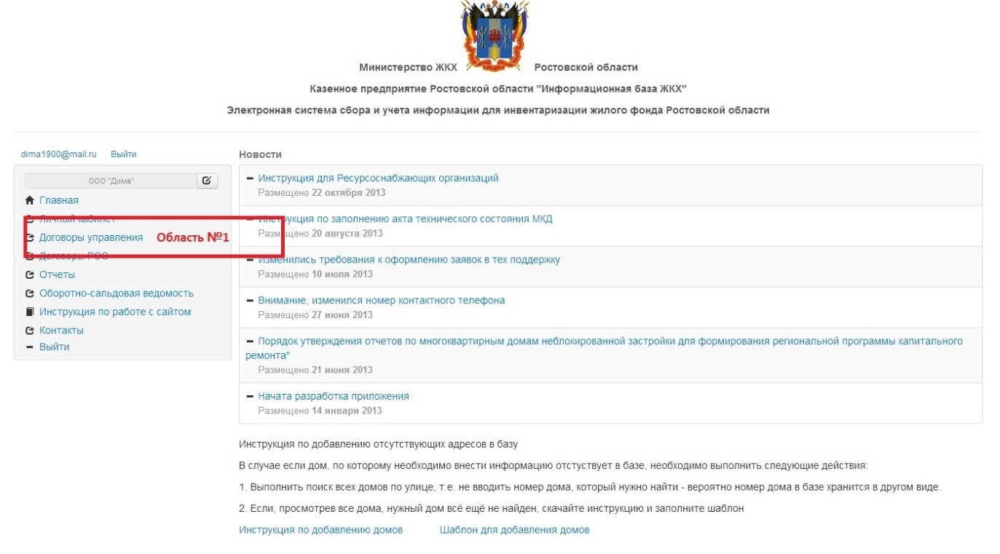 Министерство ЖКХ Ростовской области
Казенное предприятие Ростовской области "Информационная база ЖКХ"
Электронная система сбора и учета информации для инвентаризации жилого фонда Ростовской области
dima1900@mail.ru Выйти
ООО "Дима"
Главная
Личный кабинет
Договоры управления Область №1
Договоры РСО
Отчеты
Оборотно-сальдовая ведомость
Инструкция по работе с сайтом
Контакты
Выйти
Новости
Инструкция для Ресурсоснабжающих организаций
Размещено 22 октября 2013
Инструкция по заполнению акта технического состояния МКД
Размещено 20 августа 2013
Изменились требования к оформлению заявок в тех поддержку
Размещено 10 июля 2013
Внимание, изменился номер контактного телефона
Размещено 27 июня 2013
Порядок утверждения отчетов по многоквартирным домам неблокированной застройки для формирования региональной программы капитального
ремонта"
Размещено 21 июня 2013
Начата разработка приложения
Размещено 14 января 2013
Инструкция по добавлению отсутствующих адресов в базу
В случае если дом, по которому необходимо внести информацию отстуствует в базе, необходимо выполнить следующие действия:
1. Выполнить поиск всех домов по улице, т.е. не вводить номер дома, который нужно найти - вероятно номер дома в базе хранится в другом виде.
2. Если, просмотрев все дома, нужный дом всё ещё не найден, скачайте инструкцию и заполните шаблон
Инструкция по добавлению домов Шаблон для добавления домов